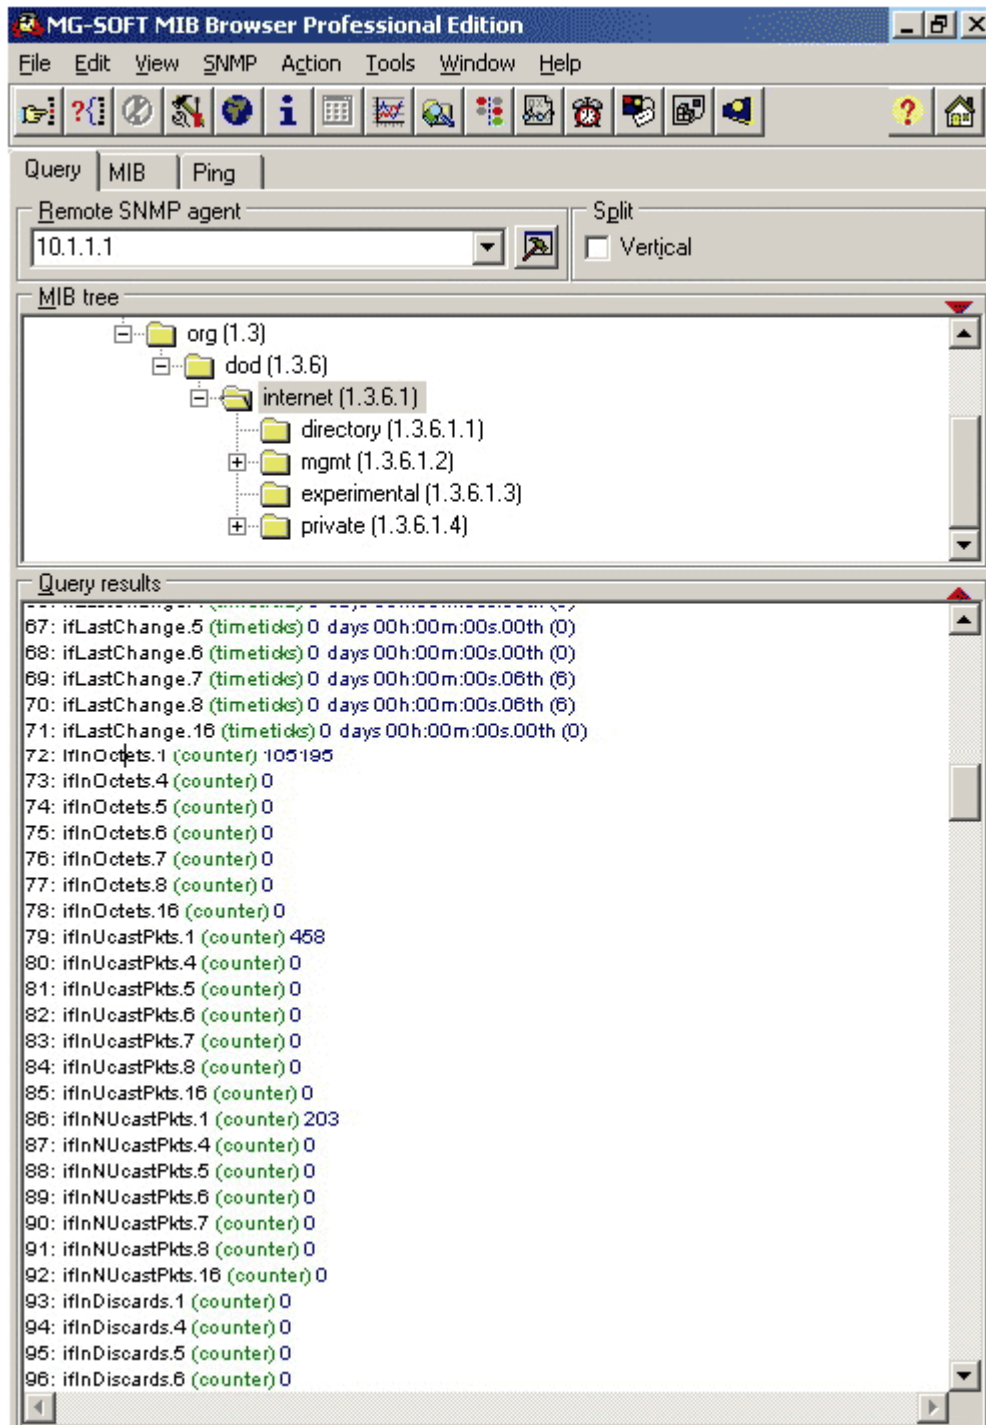 MG-SOFT MIB Browser Professional Edition
File Edit View SNMP Action Tools Window Help
Query MIB Ping
Remote SNMP agent Split
10.1.1.1 Vertical
MIB tree
org (1.3)
dod (1.3.6)
internet (1.3.6.1)
directory (1.3.6.1.1)
mgmt (1.3.6.1.2)
experimental (1.3.6.1.3)
private (1.3.6.1.4)
Query results
67: ifLastChange.5 (timeticks) 0 days 00h:00m:00s.00th (0)
68: ifLastChange.6 (timeticks) 0 days 00h:00m:00s.00th (0)
69: ifLastChange.7 (timeticks) 0 days 00h:00m:00s.06th (6)
70: ifLastChange.8 (timeticks) 0 days 00h:00m:00s.06th (6)
71: ifLastChange.16 (timeticks) 0 days 00h:00m:00s.00th (0)
72: ifInOctets.1 (counter) 105195
73: ifInOctets.4 (counter) 0
74: ifInOctets.5 (counter) 0
75: ifInOctets.6 (counter) 0
76: ifInOctets.7 (counter) 0
77: ifInOctets.8 (counter) 0
78: ifInOctets.16 (counter) 0
79: ifInUcastPkts.1 (counter) 458
80: ifInUcastPkts.4 (counter) 0
81: ifInUcastPkts.5 (counter) 0
82: ifInUcastPkts.6 (counter) 0
83: ifInUcastPkts.7 (counter) 0
84: ifInUcastPkts.8 (counter) 0
85: ifInUcastPkts.16 (counter) 0
86: ifInNUcastPkts.1 (counter) 203
87: ifInNUcastPkts.4 (counter) 0
88: ifInNUcastPkts.5 (counter) 0
89: ifInNUcastPkts.6 (counter) 0
90: ifInNUcastPkts.7 (counter) 0
91: ifInNUcastPkts.8 (counter) 0
92: ifInNUcastPkts.16 (counter) 0
93: ifInDiscards.1 (counter) 0
94: ifInDiscards.4 (counter) 0
95: ifInDiscards.5 (counter) 0
96: ifInDiscards.6 (counter) 0